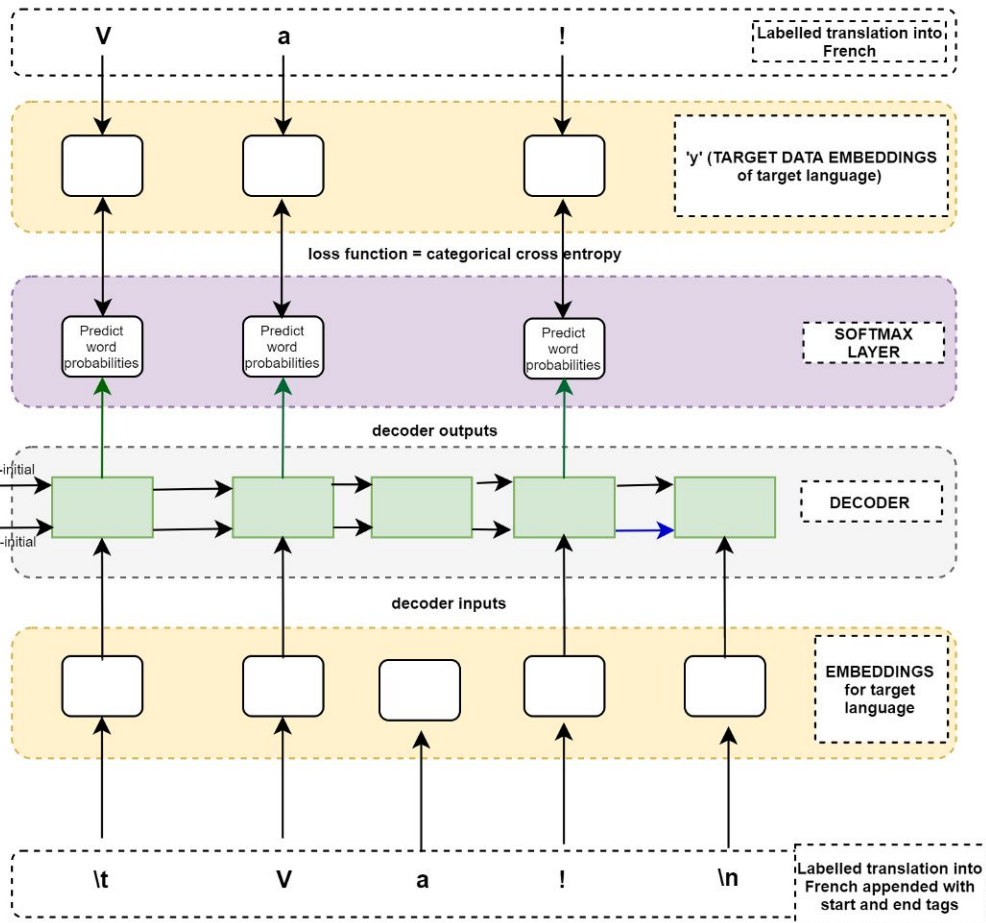 V a !
Labelled translation into
French
'y' (TARGET DATA EMBEDDINGS
of target language)
loss function = categorical cross entropy
Predict
word
probabilities
Predict
word
probabilities
Predict
word
probabilities
SOFTMAX
LAYER
decoder outputs
-initial
-initial
DECODER
decoder inputs
EMBEDDINGS
for target
language
\t V a ! \n
Labelled translation into
French appended with
start and end tags